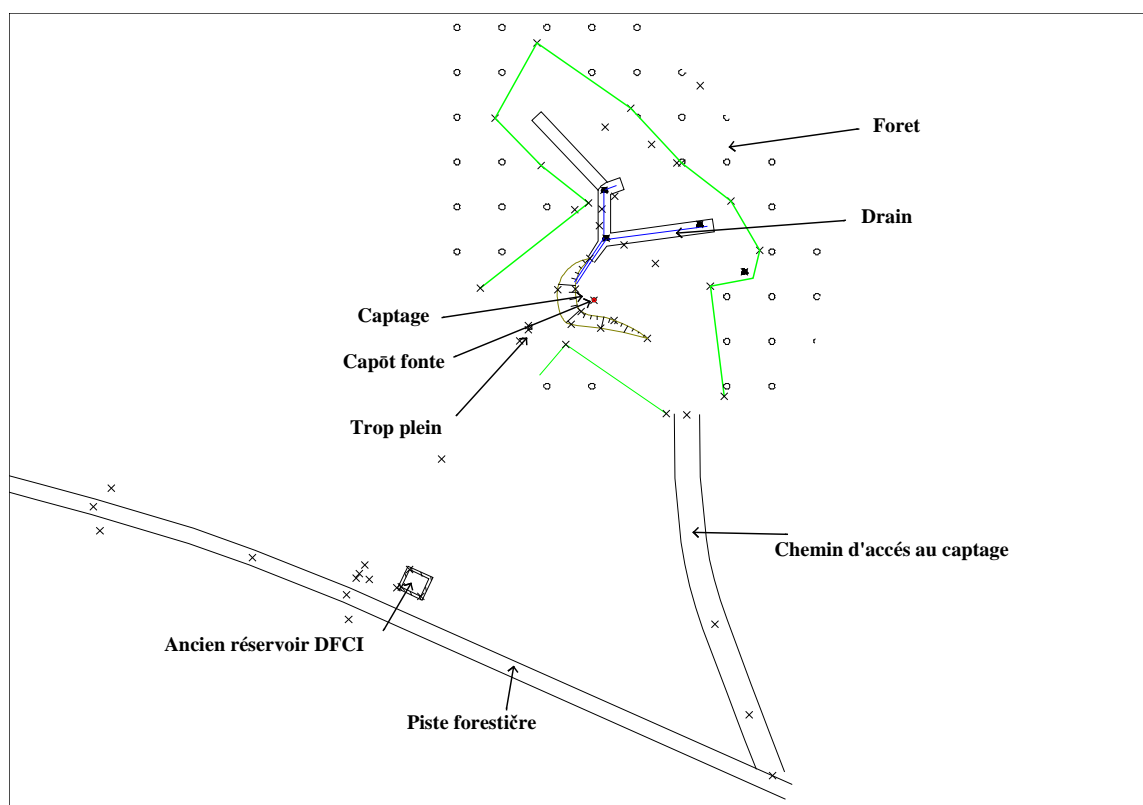 Foret
Drain
Captage
Capōt fonte
Trop plein
Chemin d'accés au captage
Ancien réservoir DFCI
Piste forestičre